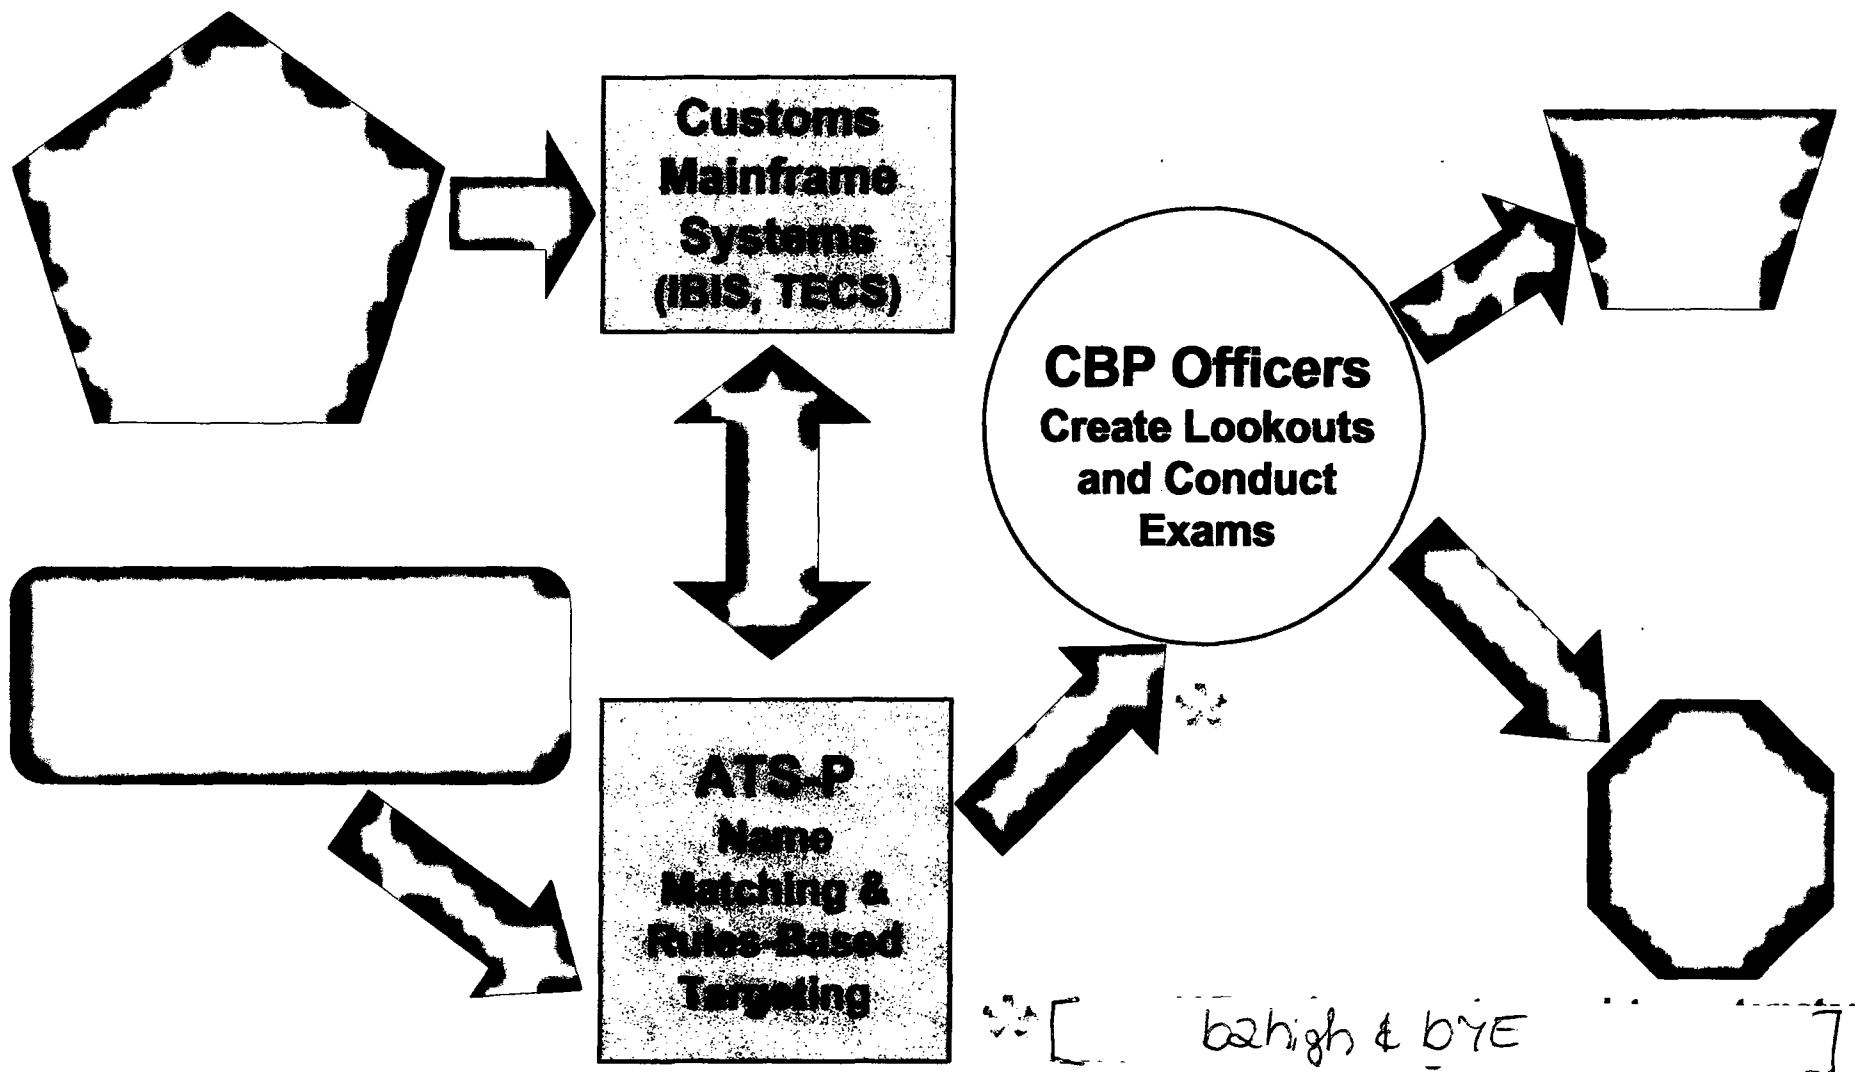 Customs
Mainframe
Systems
(IBIS, TECS)
CBP Officers
Create Lookouts
and Conduct
Exams
ATS-P
Name
Matching &
Rules-Based
Targeting
[ b2high & b7E ]